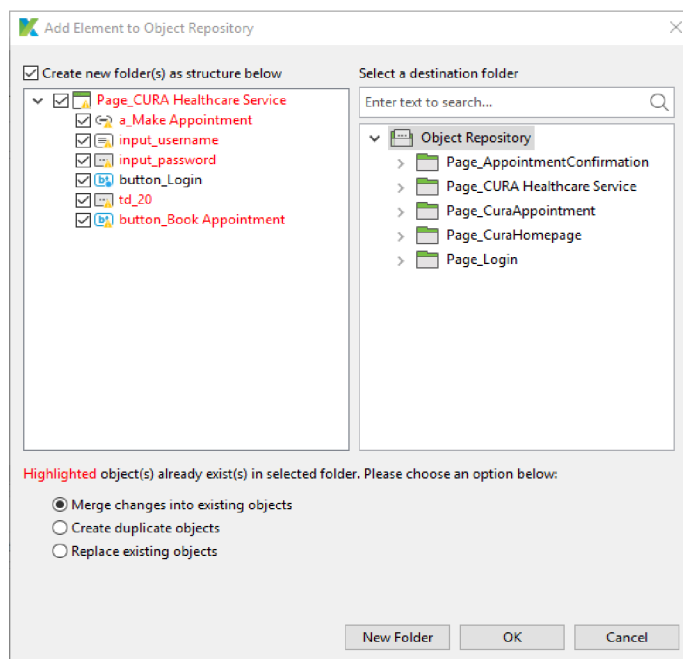 Add Element to Object Repository
Create new folder(s) as structure below
Page_CURA Healthcare Service
a_Make Appointment
input_username
input_password
button_Login
td_20
button_Book Appointment
Select a destination folder
Enter text to search...
Object Repository
Page_AppointmentConfirmation
Page_CURA Healthcare Service
Page_CuraAppointment
Page_CuraHomepage
Page_Login
Highlighted object(s) already exist(s) in selected folder. Please choose an option below:
Merge changes into existing objects
Create duplicate objects
Replace existing objects
New Folder
OK
Cancel